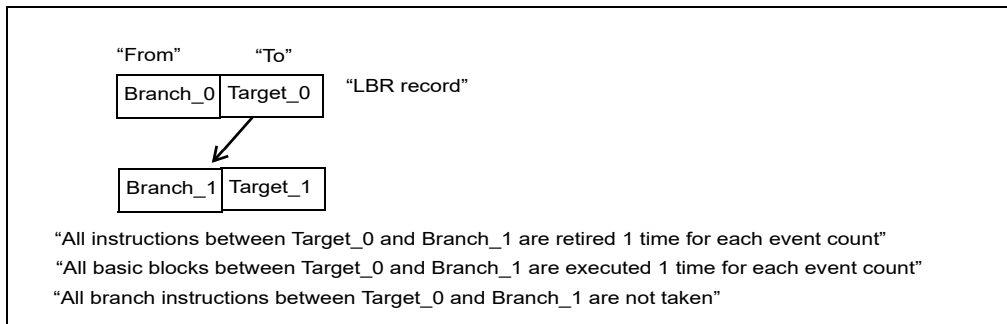 “From” “To”
Branch_0 Target_0 “LBR record”
Branch_1 Target_1
“All instructions between Target_0 and Branch_1 are retired 1 time for each event count”
“All basic blocks between Target_0 and Branch_1 are executed 1 time for each event count”
“All branch instructions between Target_0 and Branch_1 are not taken”